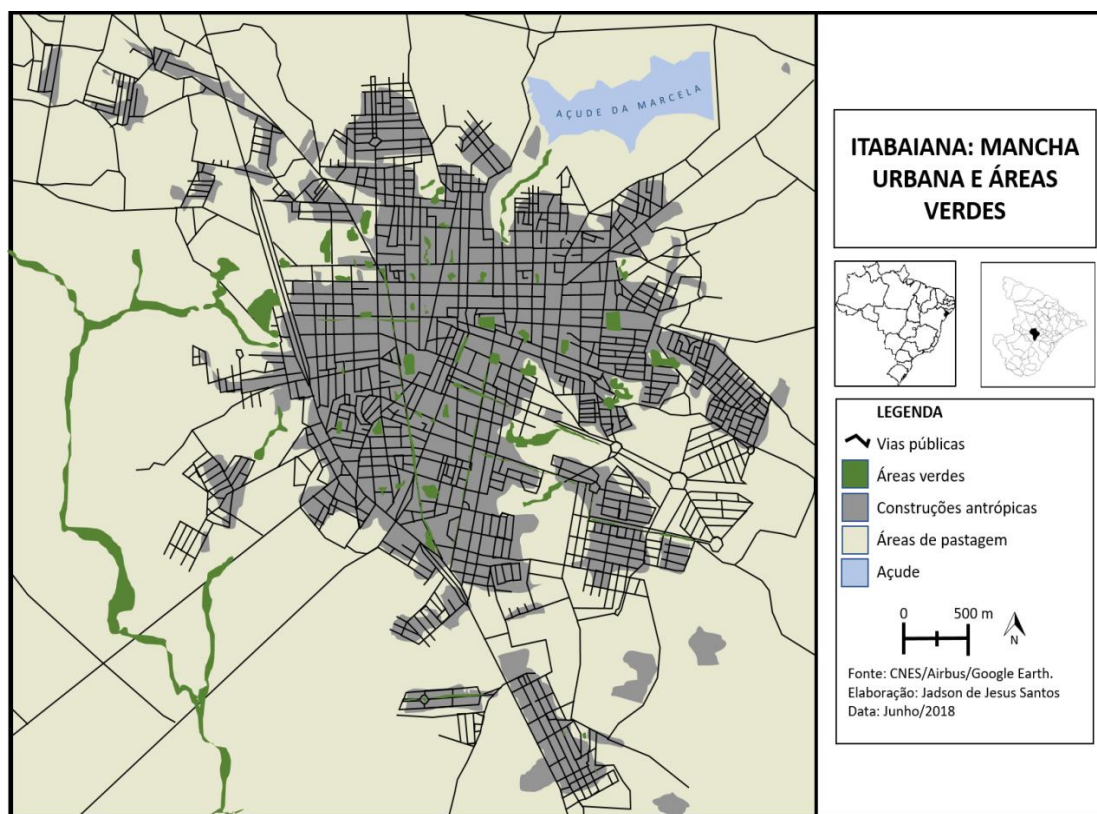 AÇUDE DA MARCELA
ITABAIANA: MANCHA
URBANA E ÁREAS
VERDES
LEGENDA
Vias públicas
Áreas verdes
Construções antrópicas
Áreas de pastagem
Açude
0 500 m
N
Fonte: CNES/Airbus/Google Earth.
Elaboração: Jadson de Jesus Santos
Data: Junho/2018